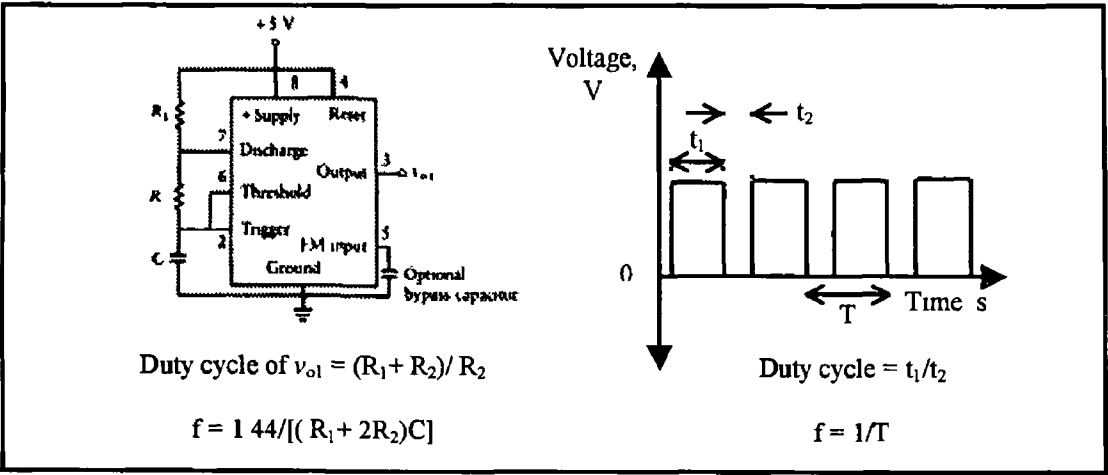 +5 V
8
4
R₁
+ Supply
Reset
7
Discharge
3
Output
vₒ₁
6
R
Threshold
Trigger
2
5
FM input
C
Ground
Optional
bypass capacitor
Duty cycle of vₒ₁ = (R₁+ R₂)/ R₂
f = 1 44/[( R₁+ 2R₂)C]
Voltage,
V
t₂
t₁
0
T
Time s
Duty cycle = t₁/t₂
f = 1/T